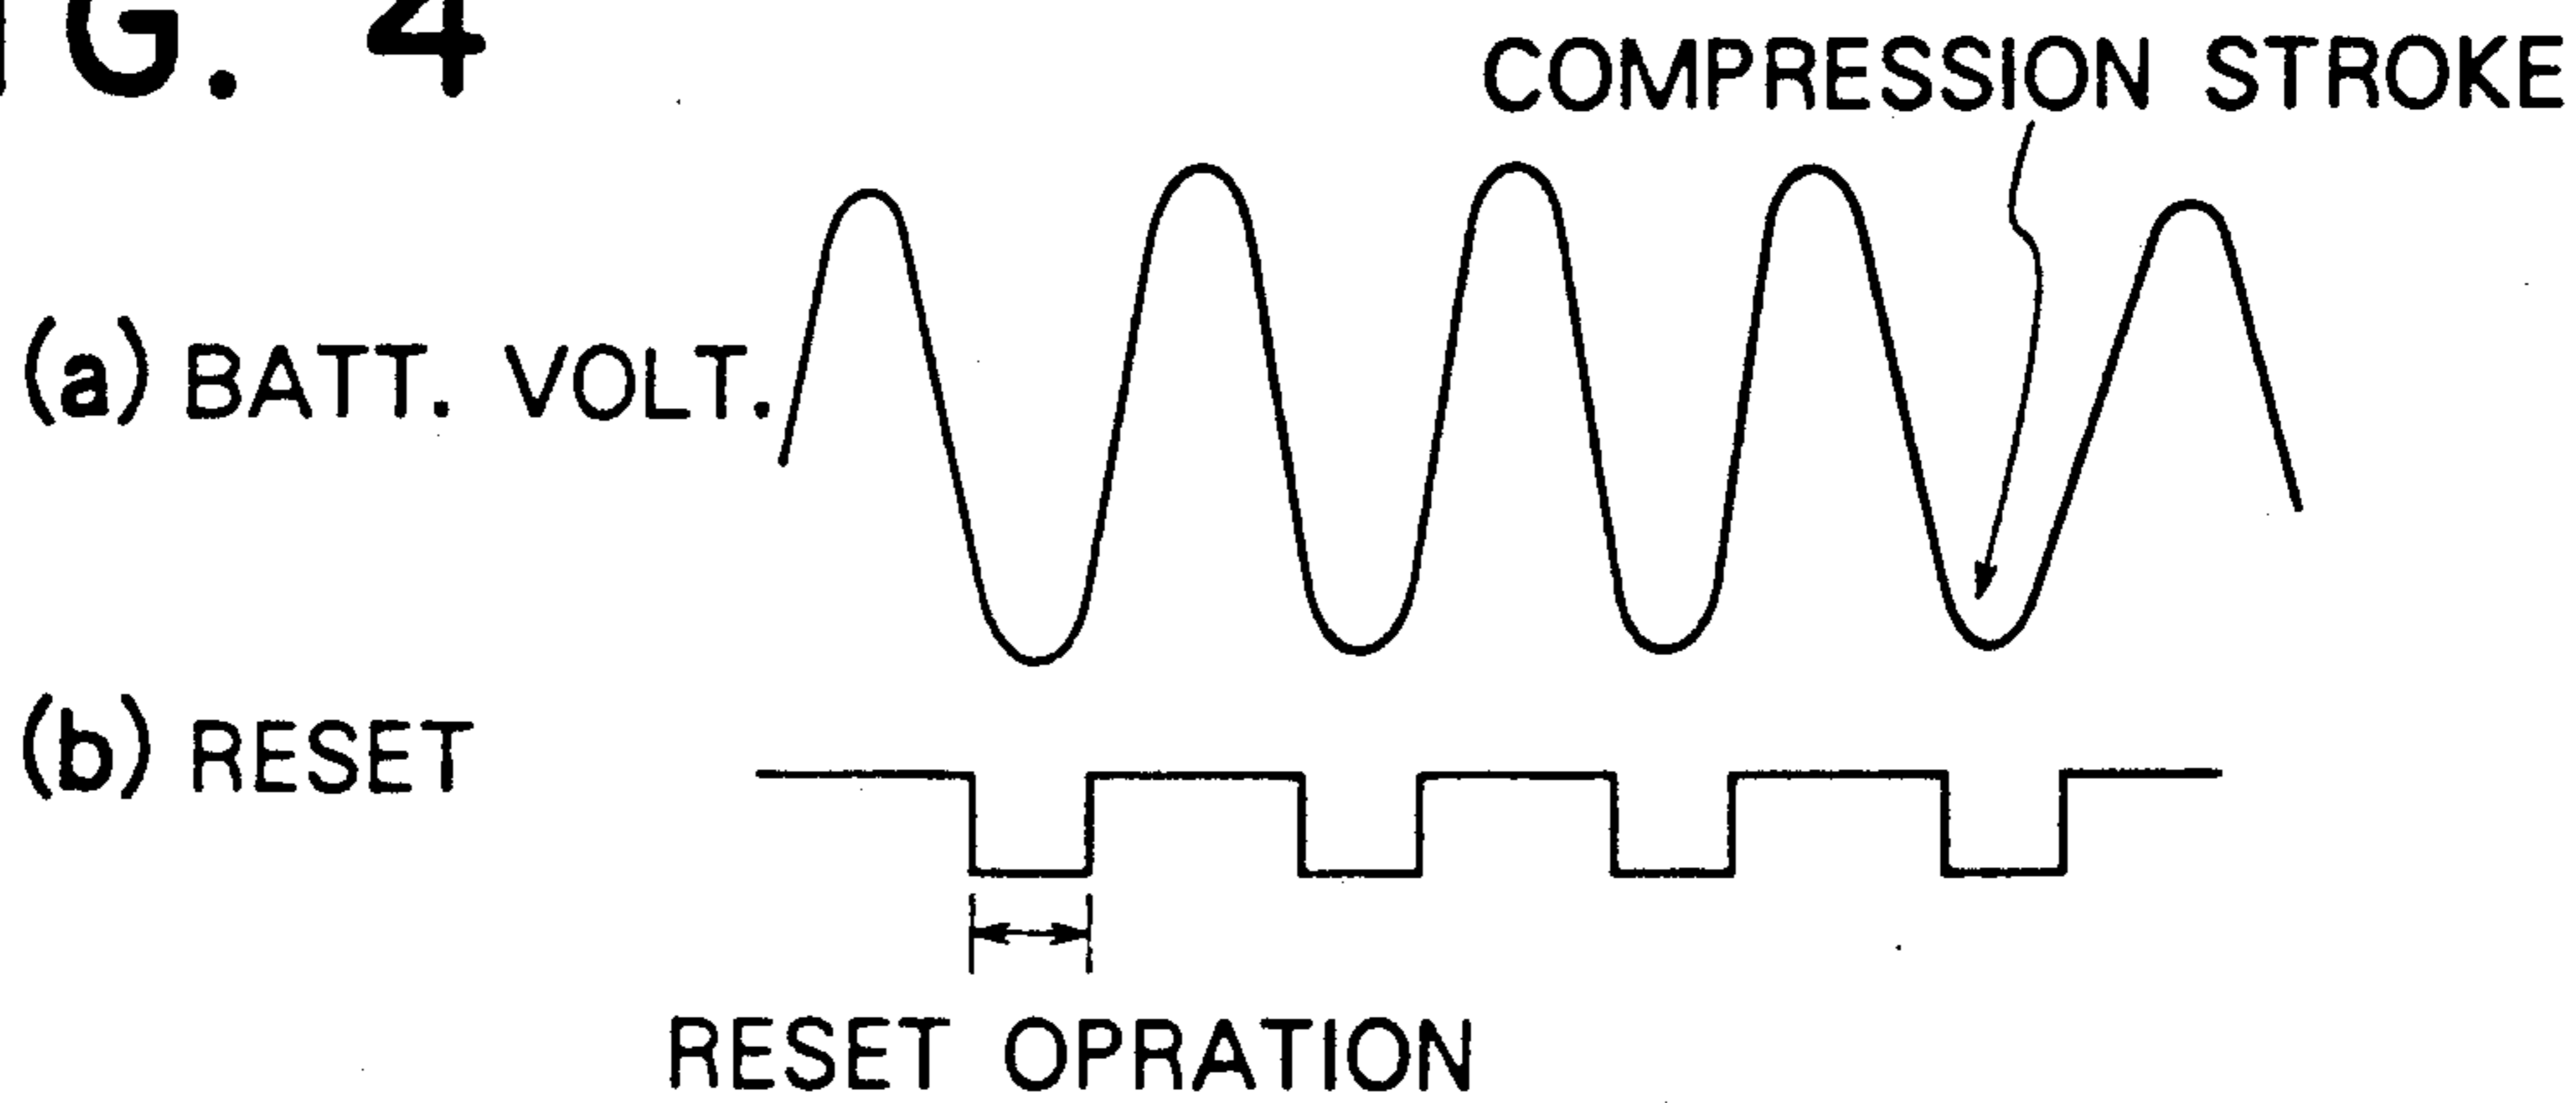 IG. 4
COMPRESSION STROKE
(a) BATT. VOLT.
(b) RESET
RESET OPRATION